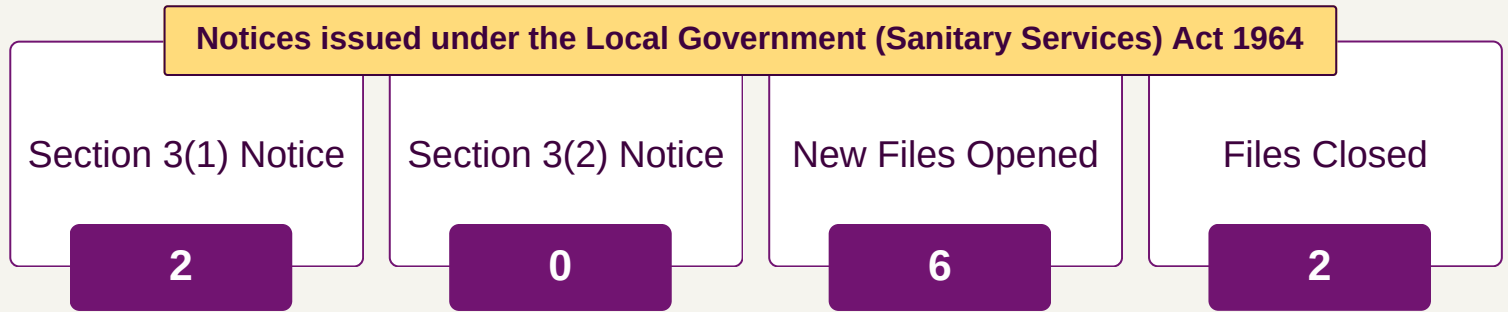 Notices issued under the Local Government (Sanitary Services) Act 1964
Section 3(1) Notice
2
Section 3(2) Notice
0
New Files Opened
6
Files Closed
2